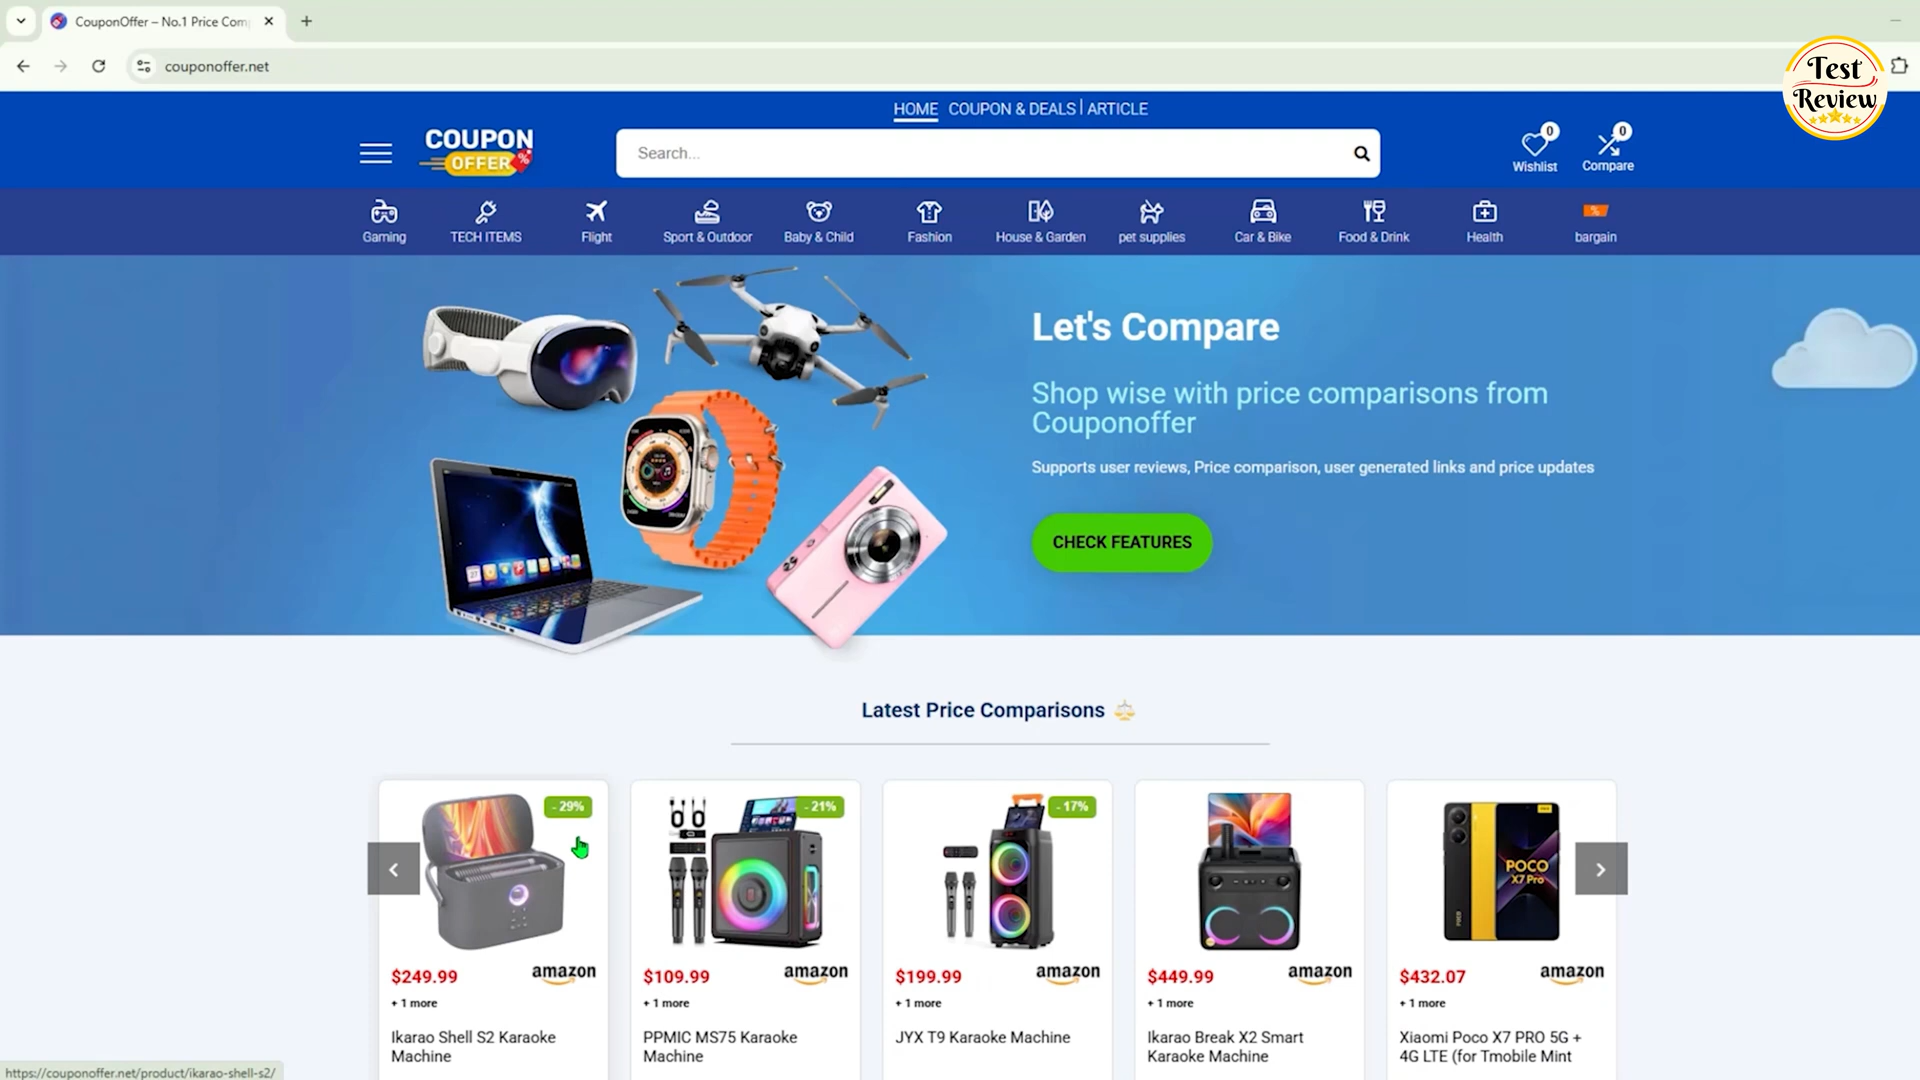 CouponOffer – No.1 Price Com
couponoffer.net
Test
Review
HOME COUPON & DEALS | ARTICLE
COUPON
OFFER %
Search...
0
Wishlist
0
Compare
Gaming
TECH ITEMS
Flight
Sport & Outdoor
Baby & Child
Fashion
House & Garden
pet supplies
Car & Bike
Food & Drink
Health
%
bargain
Let's Compare
Shop wise with price comparisons from
Couponoffer
Supports user reviews, Price comparison, user generated links and price updates
CHECK FEATURES
Latest Price Comparisons
- 29%
$249.99
amazon
+ 1 more
Ikarao Shell S2 Karaoke
Machine
- 21%
$109.99
amazon
+ 1 more
PPMIC MS75 Karaoke
Machine
- 17%
$199.99
amazon
+ 1 more
JYX T9 Karaoke Machine
$449.99
amazon
+ 1 more
Ikarao Break X2 Smart
Karaoke Machine
POCO
POCO
X7 Pro
$432.07
amazon
+ 1 more
Xiaomi Poco X7 PRO 5G +
4G LTE (for Tmobile Mint
https://couponoffer.net/product/ikarao-shell-s2/